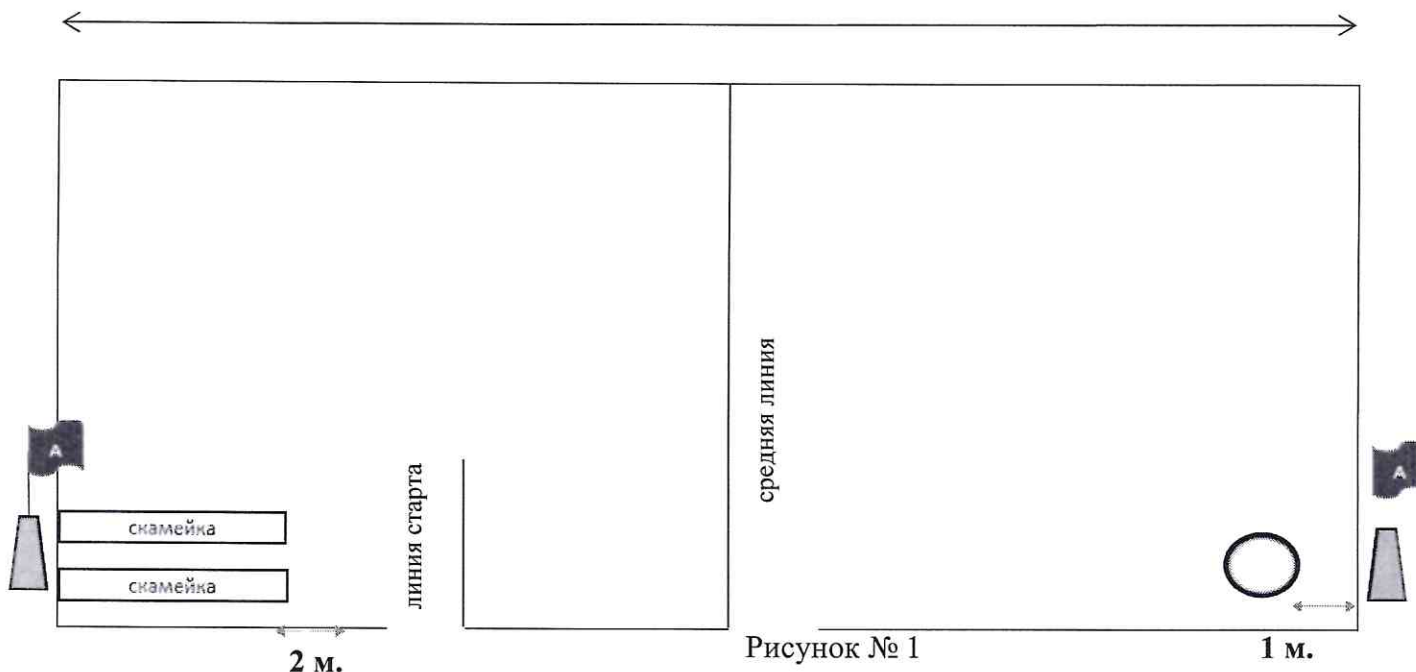 средняя линия
А
А
линия старта
скамейка
скамейка
Рисунок № 1
1 м.
2 м.